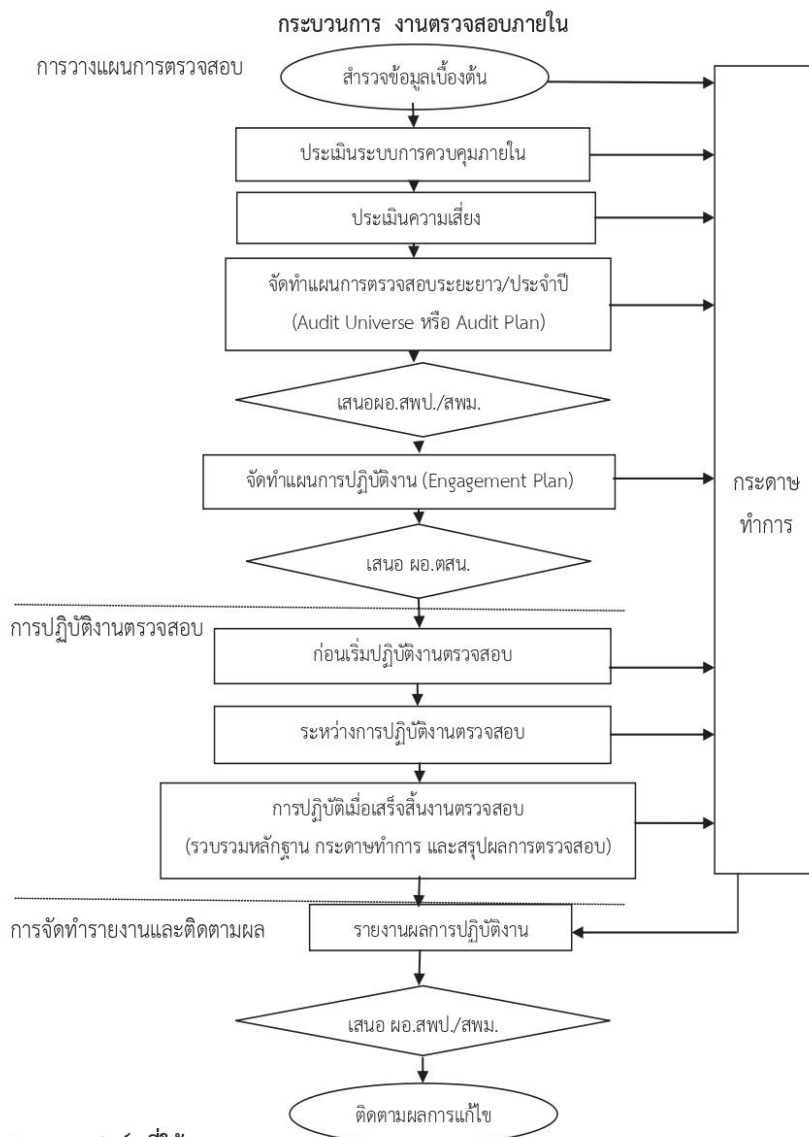 กระบวนการ งานตรวจสอบภายใน
การวางแผนการตรวจสอบ
สำรวจข้อมูลเบื้องต้น
ประเมินระบบการควบคุมภายใน
ประเมินความเสี่ยง
จัดทำแผนการตรวจสอบระยะยาว/ประจำปี
(Audit Universe หรือ Audit Plan)
เสนอผอ.สพป./สพม.
จัดทำแผนการปฏิบัติงาน (Engagement Plan)
กระดาษ
ทำการ
เสนอ ผอ.ตสน.
การปฏิบัติงานตรวจสอบ
ก่อนเริ่มปฏิบัติงานตรวจสอบ
ระหว่างการปฏิบัติงานตรวจสอบ
การปฏิบัติเมื่อเสร็จสิ้นงานตรวจสอบ
(รวบรวมหลักฐาน กระดาษทำการ และสรุปผลการตรวจสอบ)
การจัดทำรายงานและติดตามผล
รายงานผลการปฏิบัติงาน
เสนอ ผอ.สพป./สพม.
ติดตามผลการแก้ไข